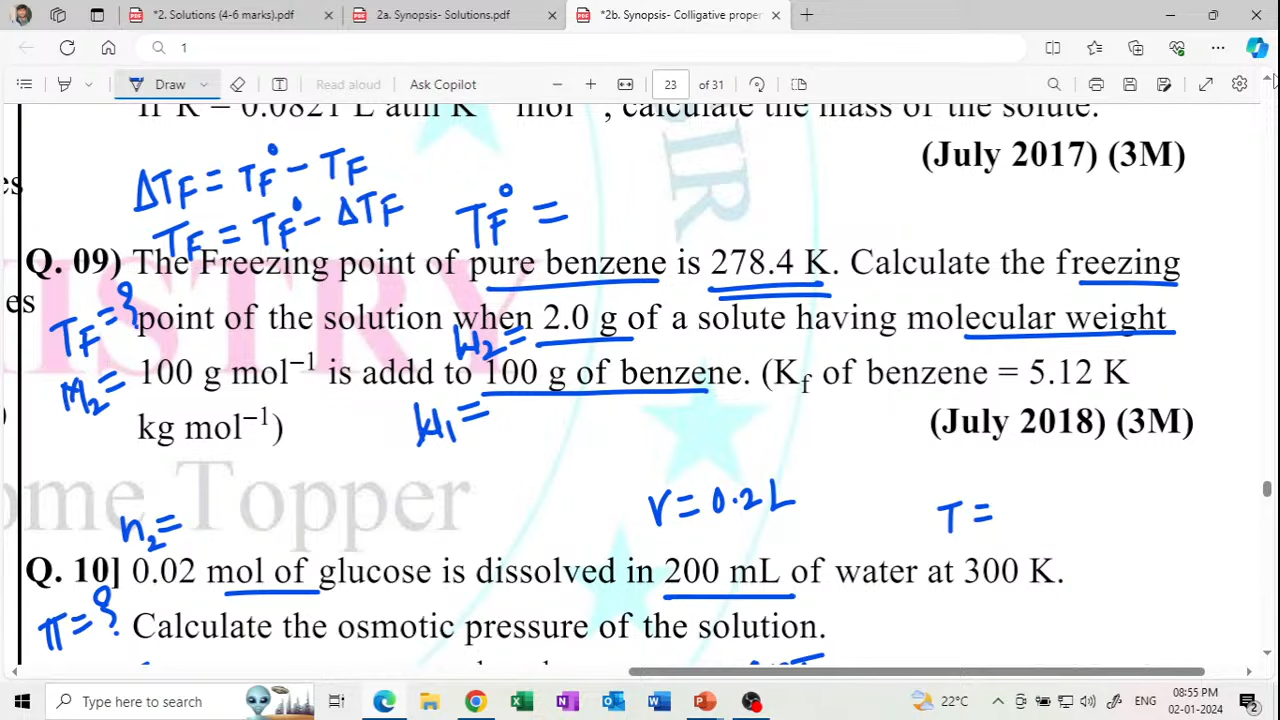 *2. Solutions (4-6 marks).pdf
2a. Synopsis- Solutions.pdf
*2b. Synopsis- Colligative proper
1
Draw
Read aloud
Ask Copilot
23
of 31
If R = 0.0821 L atm K mol , calculate the mass of the solute.
(July 2017) (3M)
es
ΔTF = TF° - TF
TF = TF° - ΔTF
TF° =
Q. 09) The Freezing point of pure benzene is 278.4 K. Calculate the freezing
es
TF = ?
point of the solution when 2.0 g of a solute having molecular weight
W2 =
M2 =
100 g mol⁻¹ is addd to 100 g of benzene. (Kf of benzene = 5.12 K
kg mol⁻¹)
W1 =
(July 2018) (3M)
ome Topper
n2 =
V = 0.2 L
T =
Q. 10] 0.02 mol of glucose is dissolved in 200 mL of water at 300 K.
π = ?
Calculate the osmotic pressure of the solution.
Type here to search
22°C
ENG
08:55 PM
02-01-2024
2